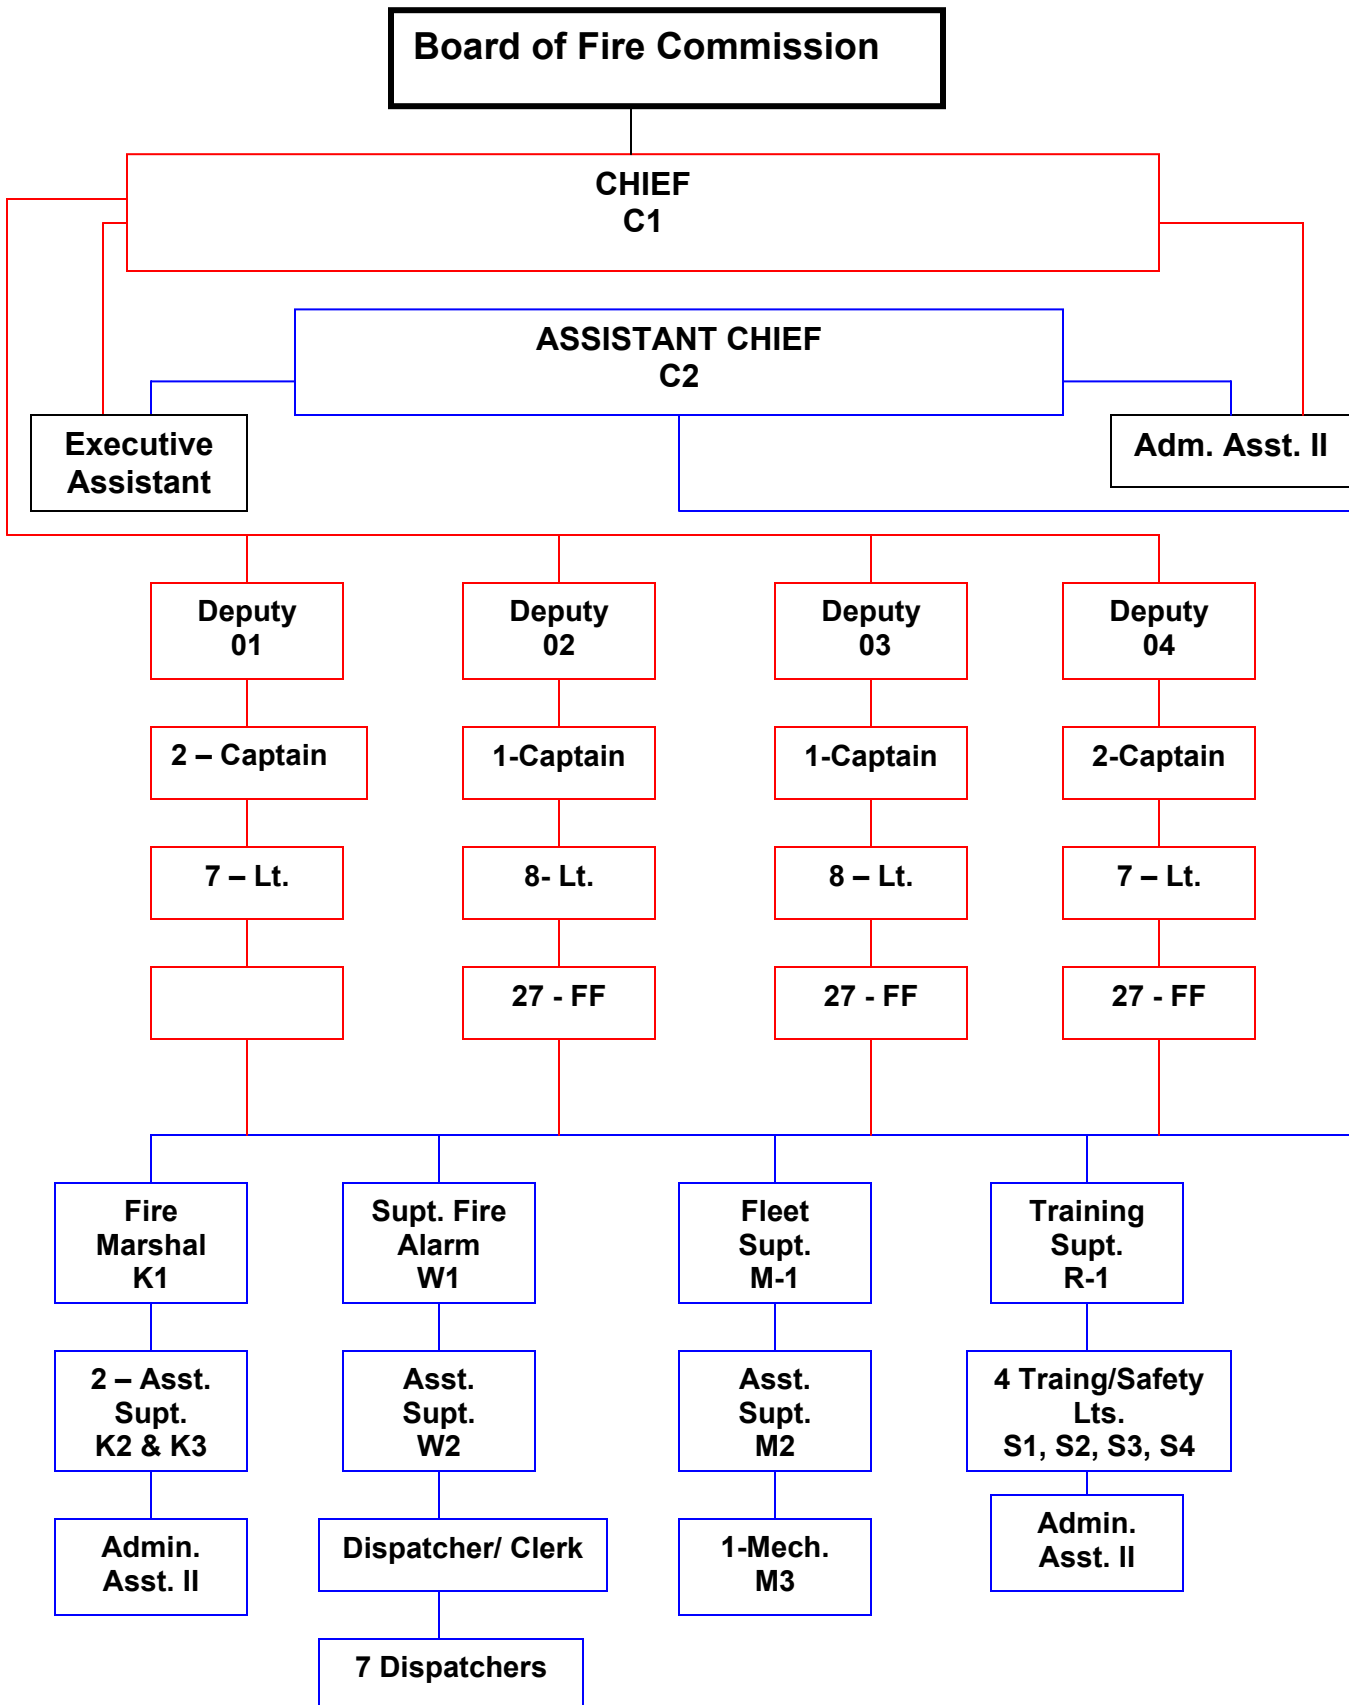 Board of Fire Commission
CHIEF
C1
ASSISTANT CHIEF
C2
Executive
Assistant
Adm. Asst. II
Deputy
01
Deputy
02
Deputy
03
Deputy
04
2 – Captain
1-Captain
1-Captain
2-Captain
7 – Lt.
8- Lt.
8 – Lt.
7 – Lt.
27 - FF
27 - FF
27 - FF
Fire
Marshal
K1
Supt. Fire
Alarm
W1
Fleet
Supt.
M-1
Training
Supt.
R-1
2 – Asst.
Supt.
K2 & K3
Asst.
Supt.
W2
Asst.
Supt.
M2
4 Traing/Safety
Lts.
S1, S2, S3, S4
Admin.
Asst. II
Dispatcher/ Clerk
1-Mech.
M3
Admin.
Asst. II
7 Dispatchers